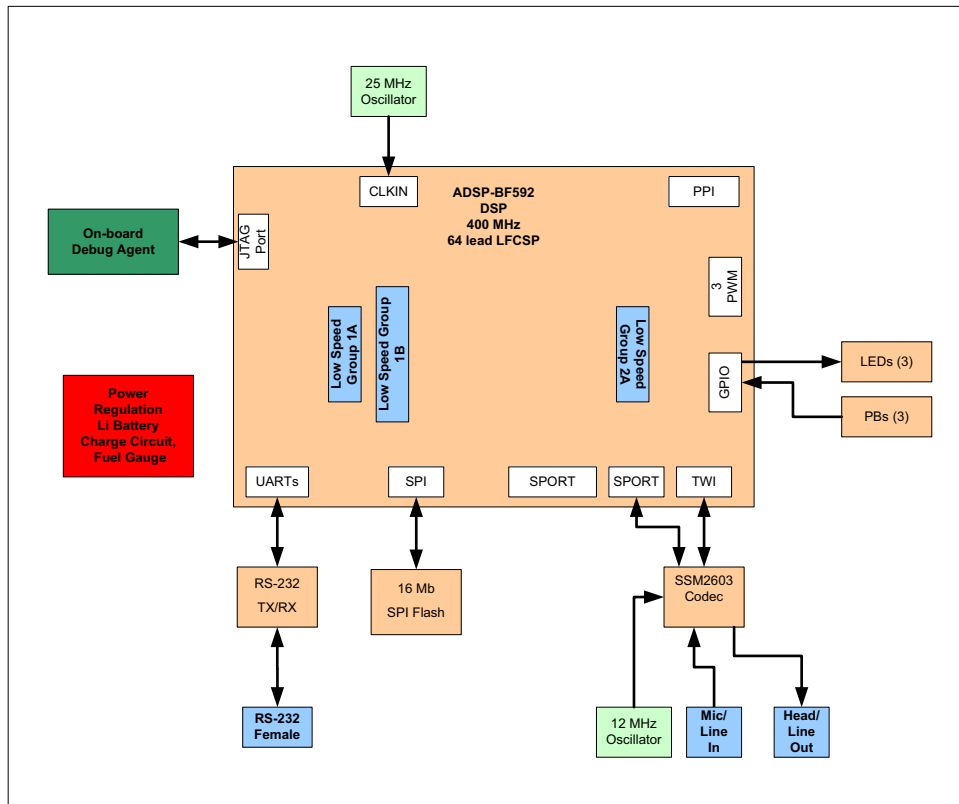 25 MHz
Oscillator
CLKIN
ADSP-BF592
DSP
400 MHz
64 lead LFCSP
PPI
On-board
Debug Agent
JTAG
Port
3
PWM
Low Speed
Group 1A
Low Speed Group
1B
Low Speed
Group 2A
GPIO
LEDs (3)
PBs (3)
Power
Regulation
Li Battery
Charge Circuit,
Fuel Gauge
UARTs
SPI
SPORT
SPORT
TWI
RS-232
TX/RX
16 Mb
SPI Flash
SSM2603
Codec
RS-232
Female
12 MHz
Oscillator
Mic/
Line
In
Head/
Line
Out